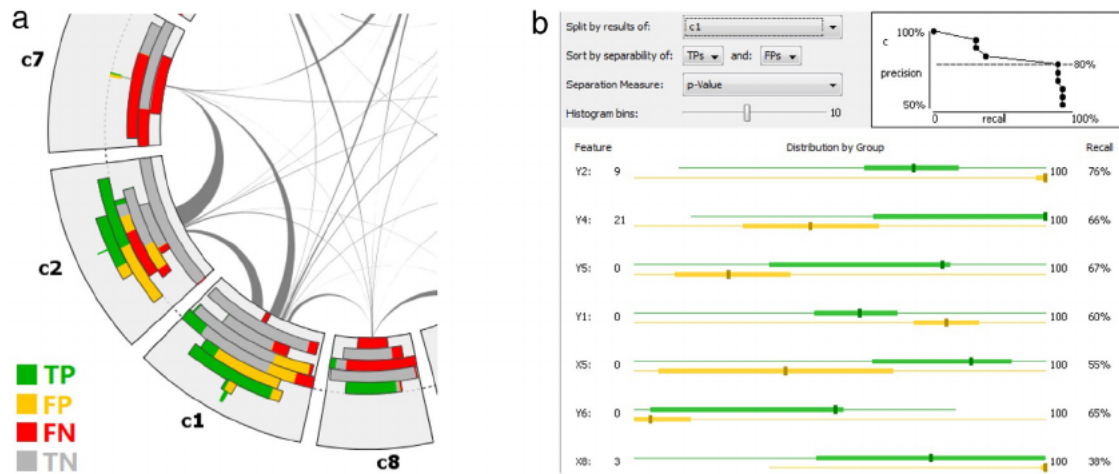 a
c7
c2
c1
c8
TP
FP
FN
TN
b
Split by results of: c1
Sort by separability of: TPs and: FPs
Separation Measure: p-Value
Histogram bins: 10
c
100%
precision
80%
50%
0 recall 100%
Feature Distribution by Group Recall
Y2: 9 100 76%
Y4: 21 100 66%
Y5: 0 100 67%
Y1: 0 100 60%
X5: 0 100 55%
Y6: 0 100 65%
X8: 3 100 38%